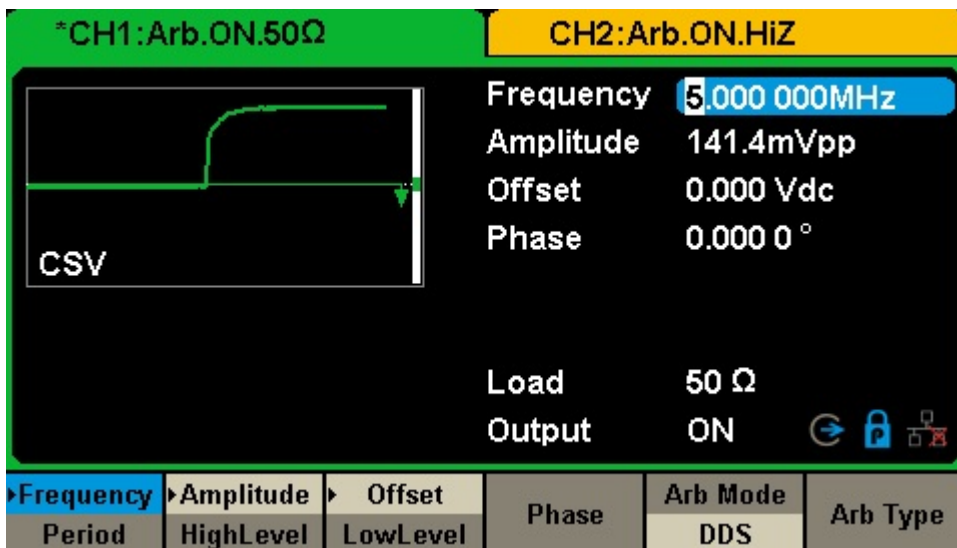 *CH1:Arb.ON.50Ω
CH2:Arb.ON.HiZ
CSV
Frequency 5.000 000MHz
Amplitude 141.4mVpp
Offset 0.000 Vdc
Phase 0.000 0 °
Load 50 Ω
Output ON
P
Frequency Amplitude Offset Phase Arb Mode Arb Type
Period HighLevel LowLevel DDS